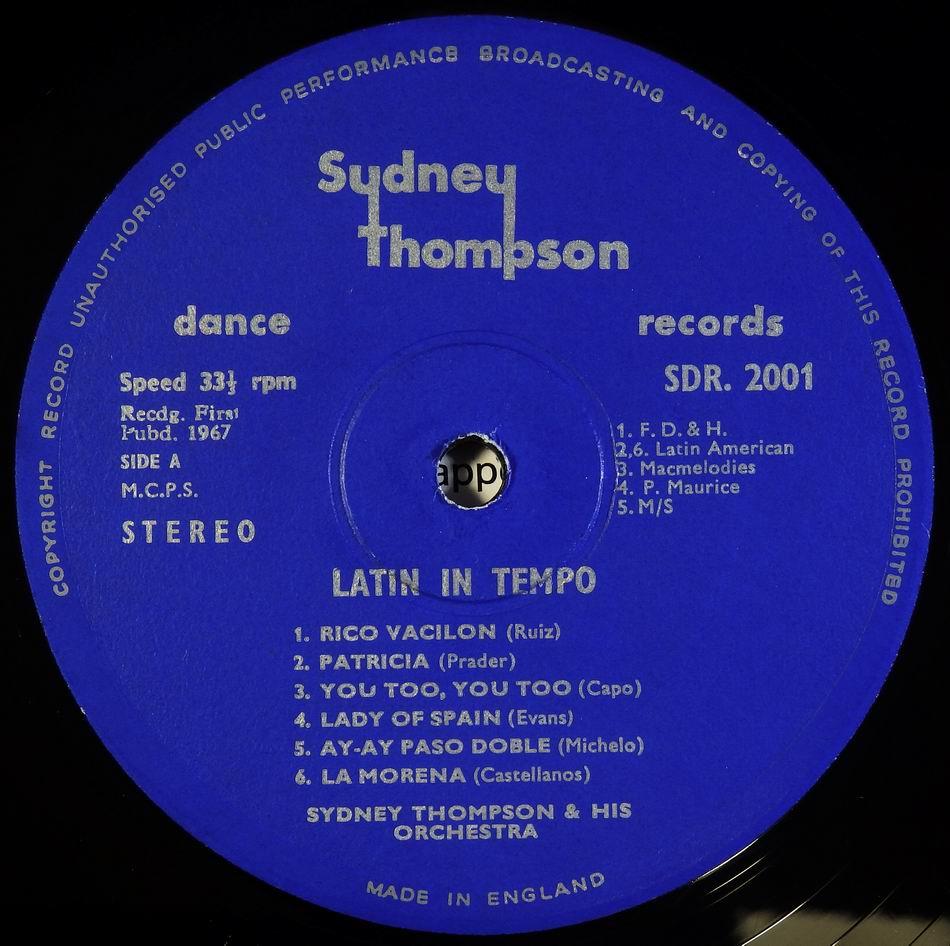 COPYRIGHT RECORD UNAUTHORISED PUBLIC PERFORMANCE BROADCASTING AND COPYING OF THIS RECORD PROHIBITED
Sydney
thompson
dance records
Speed 33⅓ rpm
Recdg. First
Pubd. 1967
SIDE A
M.C.P.S.
STEREO
SDR. 2001
1. F. D. & H.
2,6. Latin American
3. Macmelodies
4. P. Maurice
5. M/S
appe
LATIN IN TEMPO
1. RICO VACILON (Ruiz)
2. PATRICIA (Prader)
3. YOU TOO, YOU TOO (Capo)
4. LADY OF SPAIN (Evans)
5. AY-AY PASO DOBLE (Michelo)
6. LA MORENA (Castellanos)
SYDNEY THOMPSON & HIS
ORCHESTRA
MADE IN ENGLAND